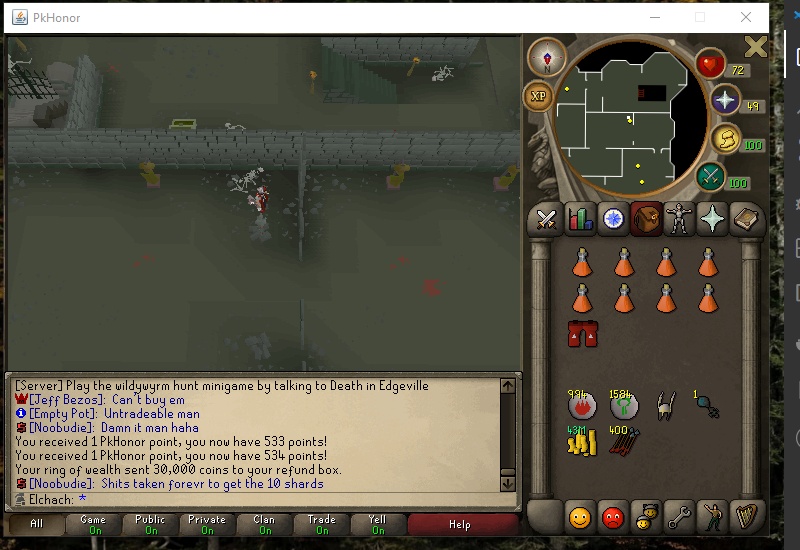 PkHonor
N
XP
72
49
100
100
994
1584
1
43M
400
[Server] Play the wildywyrm hunt minigame by talking to Death in Edgeville
[Jeff Bezos]: Can't buy em
[Empty Pot]: Untradeable man
[Noobudie]: Damn it man haha
You received 1 PkHonor point, you now have 533 points!
You received 1 PkHonor point, you now have 534 points!
Your ring of wealth sent 30,000 coins to your refund box.
[Noobudie]: Shits taken forevr to get the 10 shards
Elchach: *
All
Game
On
Public
On
Private
On
Clan
On
Trade
On
Yell
On
Help